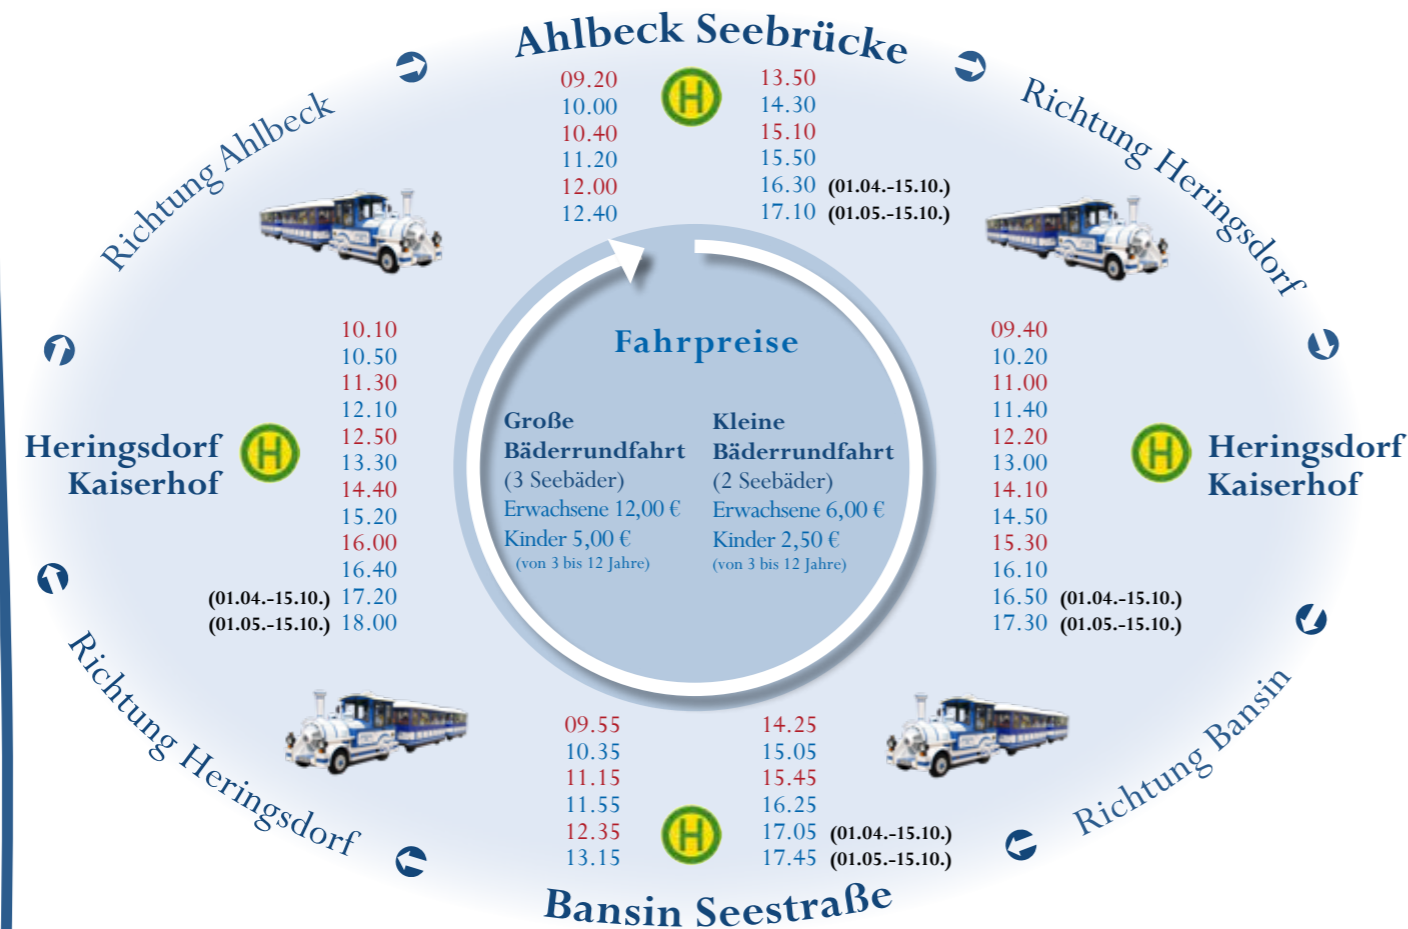 Ahlbeck Seebrücke
09.20
10.00
10.40
11.20
12.00
12.40
H
13.50
14.30
15.10
15.50
16.30 (01.04.-15.10.)
17.10 (01.05.-15.10.)
Richtung Ahlbeck
Richtung Heringsdorf
10.10
10.50
11.30
12.10
12.50
13.30
14.40
15.20
16.00
16.40
(01.04.-15.10.) 17.20
(01.05.-15.10.) 18.00
Heringsdorf
Kaiserhof
H
Fahrpreise
Große
Bäderrundfahrt
(3 Seebäder)
Erwachsene 12,00 €
Kinder 5,00 €
(von 3 bis 12 Jahre)
Kleine
Bäderrundfahrt
(2 Seebäder)
Erwachsene 6,00 €
Kinder 2,50 €
(von 3 bis 12 Jahre)
09.40
10.20
11.00
11.40
12.20
13.00
14.10
14.50
15.30
16.10
16.50 (01.04.-15.10.)
17.30 (01.05.-15.10.)
H
Heringsdorf
Kaiserhof
Richtung Heringsdorf
Richtung Bansin
09.55
10.35
11.15
11.55
12.35
13.15
H
14.25
15.05
15.45
16.25
17.05 (01.04.-15.10.)
17.45 (01.05.-15.10.)
Bansin Seestraße